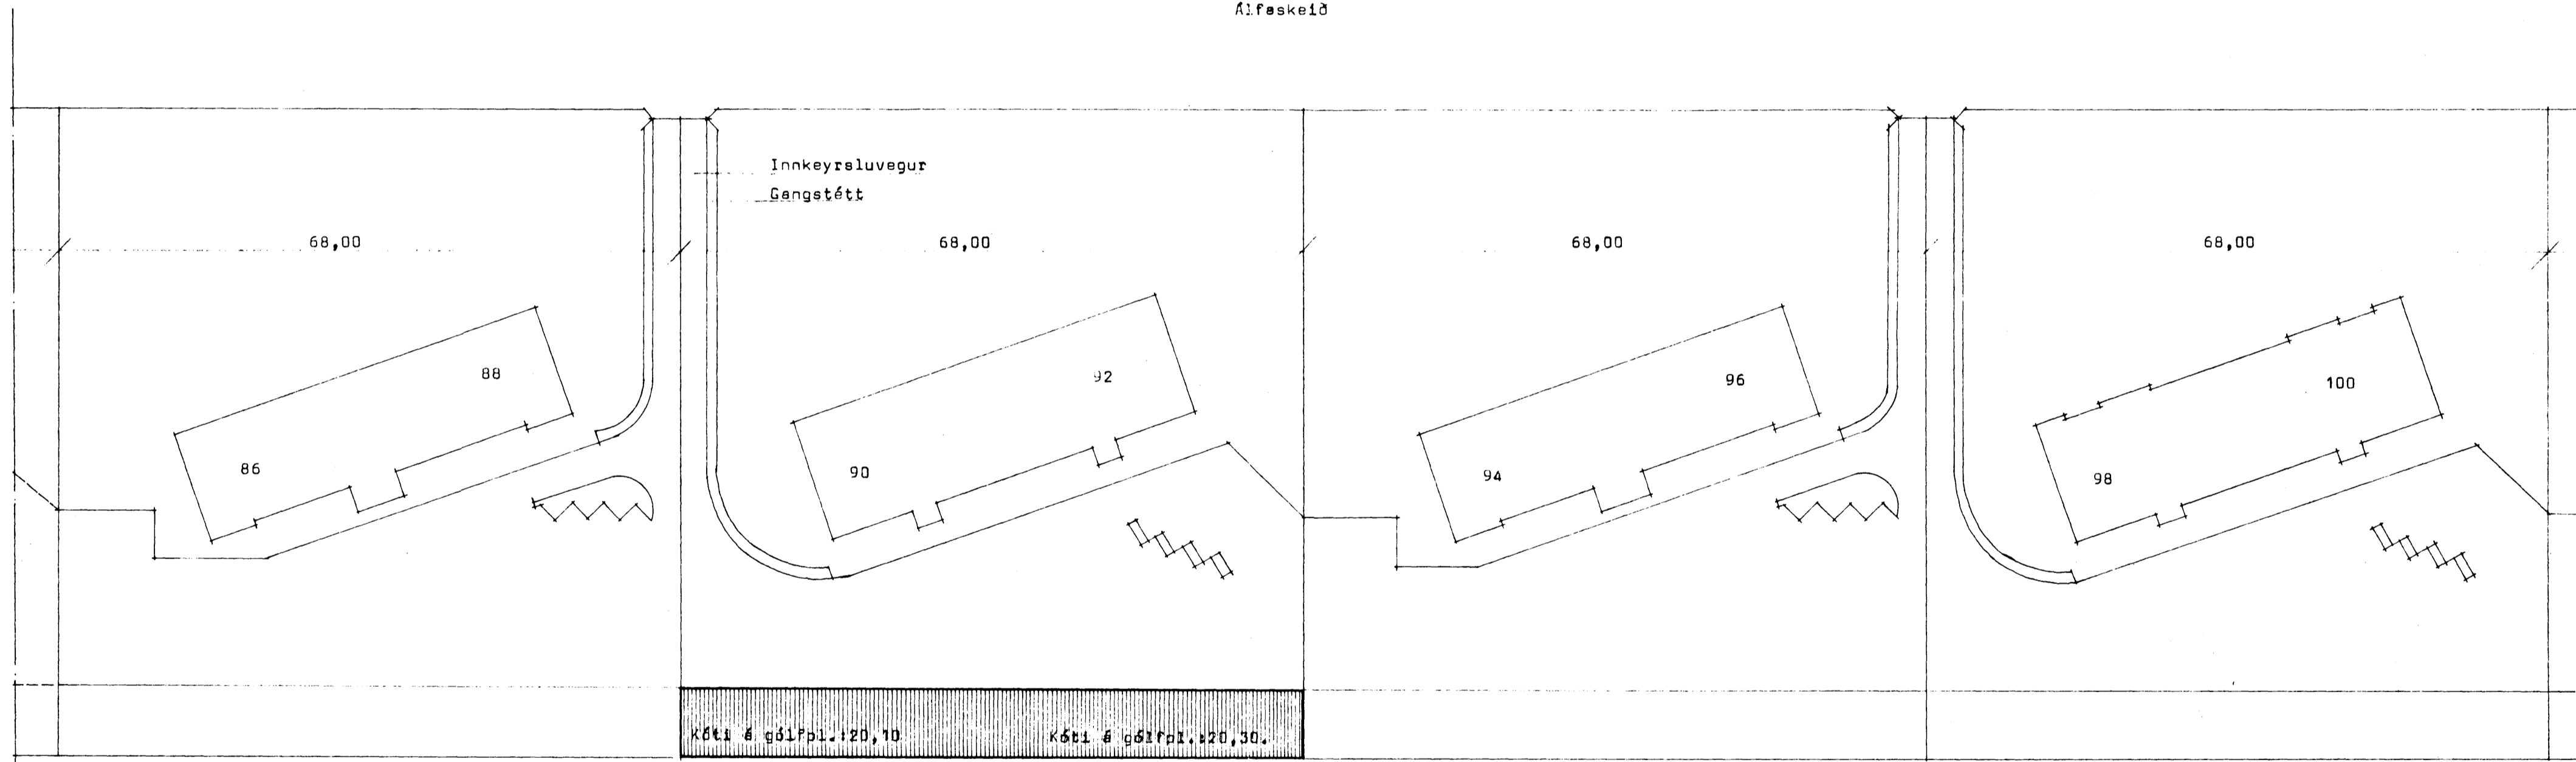 Álfaskeið
Innkeyrsluvegur
Gangstétt
68,00
68,00
68,00
68,00
88
92
96
100
86
90
94
98
Kóti á gólfpl.:20,10
Kóti á gólfpl.:20,30.